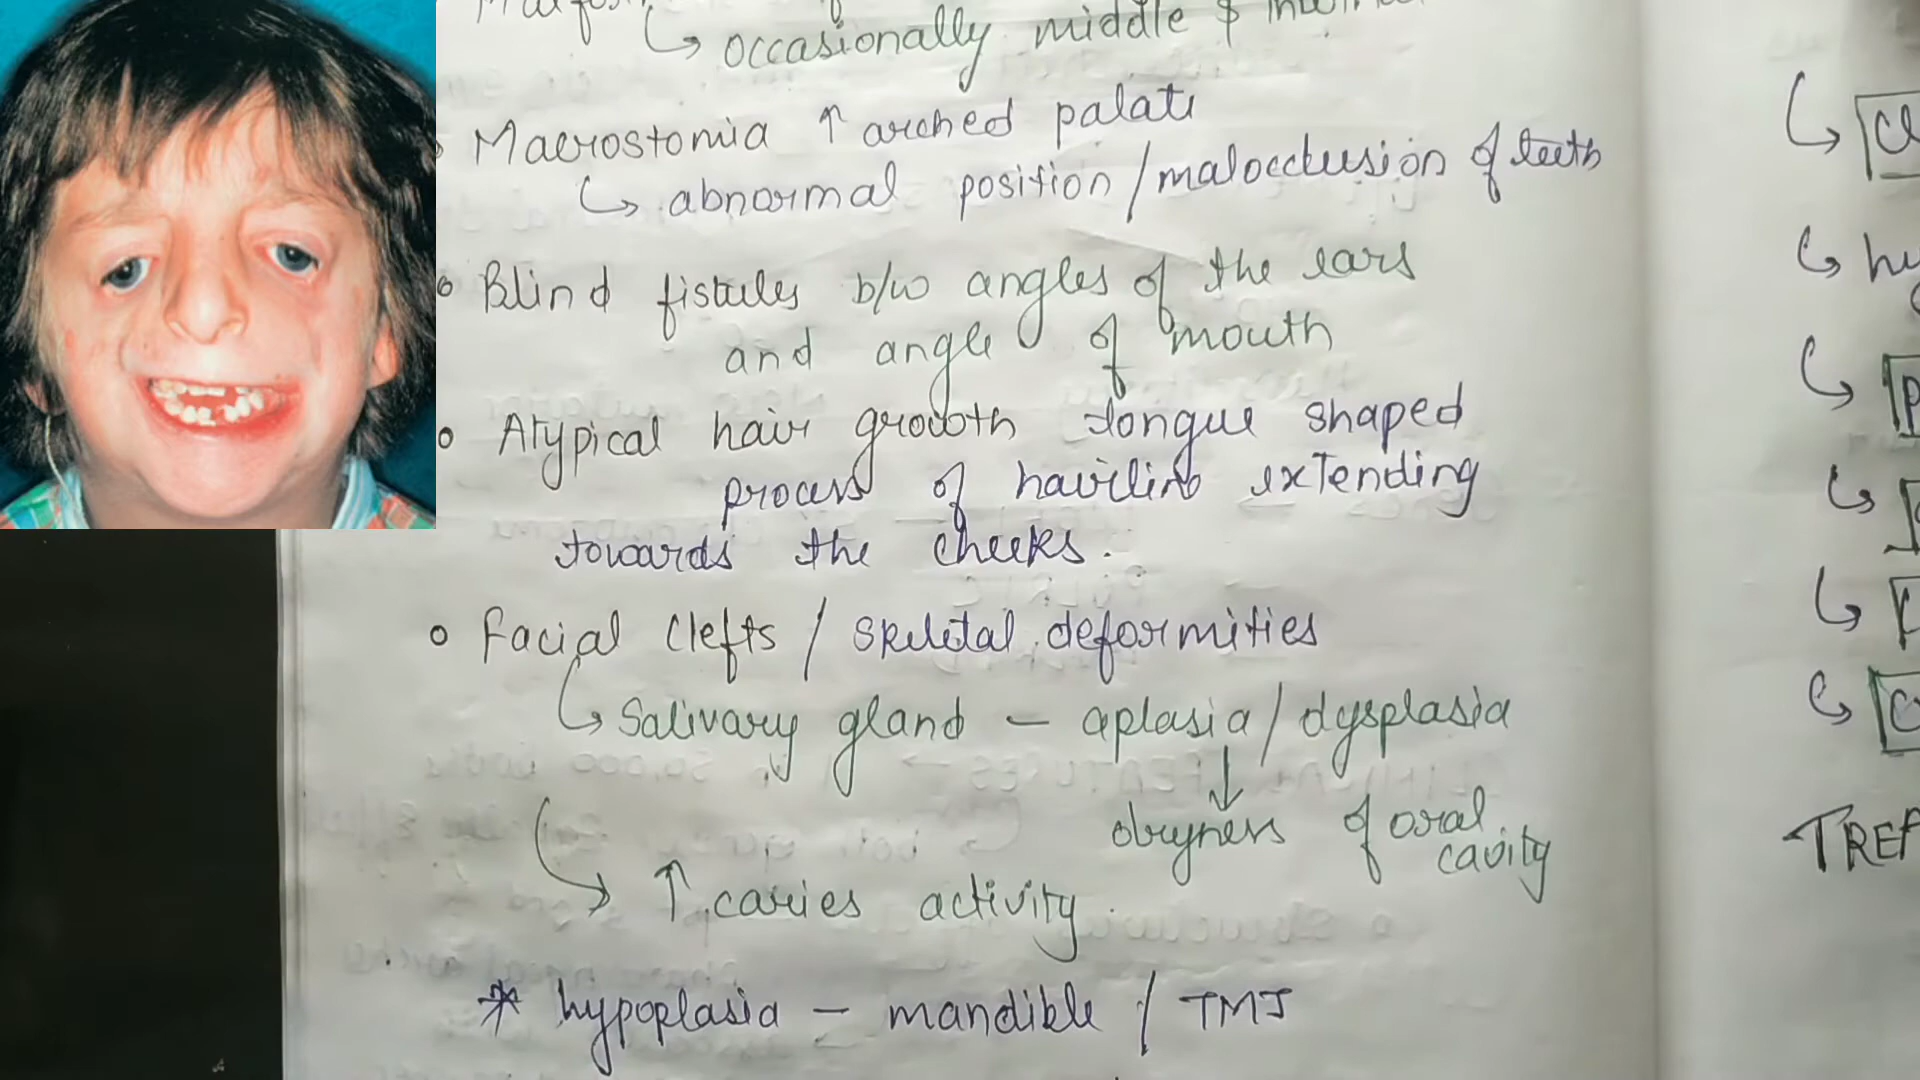 occasionally middle &
Macrostomia ↑ arched palate
↳ abnormal position / malocclusion of teeth
Blind fistules b/w angles of the ears
and angle of mouth
Atypical hair growth tongue shaped
process of hairline extending
towards the cheeks.
Facial clefts / skeletal deformities
↳ Salivary gland – aplasia / dysplasia
↓
dryness of oral
cavity
→ ↑ caries activity.
* hypoplasia – mandible / TMJ